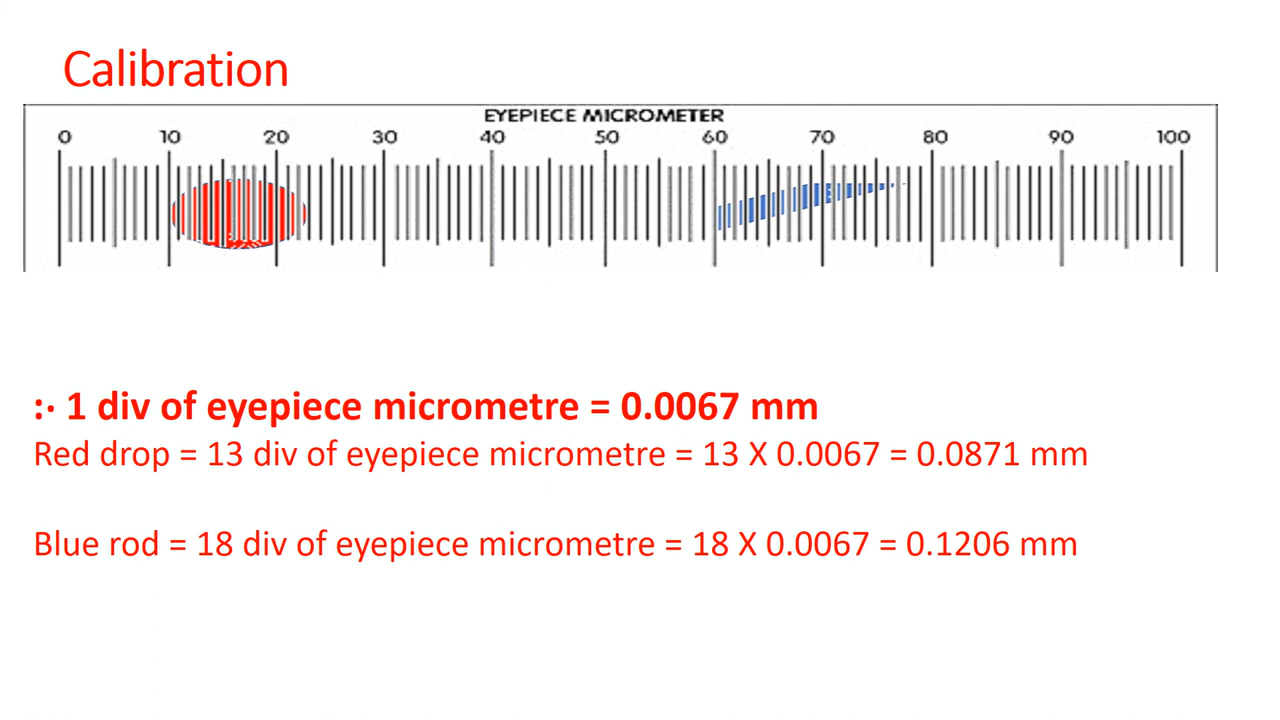 Calibration
EYEPIECE MICROMETER
0 10 20 30 40 50 60 70 80 90 100
:· 1 div of eyepiece micrometre = 0.0067 mm
Red drop = 13 div of eyepiece micrometre = 13 X 0.0067 = 0.0871 mm
Blue rod = 18 div of eyepiece micrometre = 18 X 0.0067 = 0.1206 mm